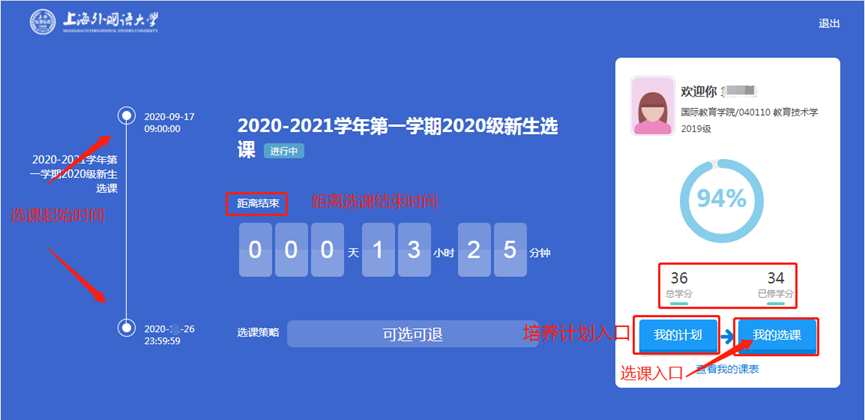 上海外国语大学
SHANGHAI INTERNATIONAL STUDIES UNIVERSITY
退出
2020-09-17
09:00:00
2020-2021学年第
一学期2020级新生
选课
选课起始时间
2020-
-26
23:59:59
2020-2021学年第一学期2020级新生选
课 进行中
距离结束 距离选课结束时间
0 0 0 天 1 3 小时 2 5 分钟
选课策略 可选可退
欢迎你
国际教育学院/040110 教育技术学
2019级
94%
36 34
总学分 已修学分
培养计划入口 我的计划 我的选课
选课入口
查看我的课表